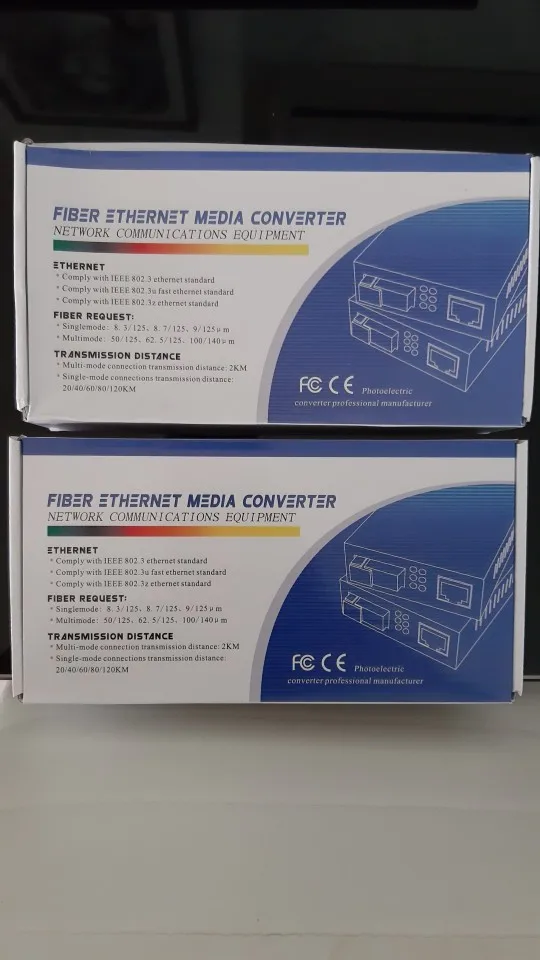 FIBER ETHERNET MEDIA CONVERTER
NETWORK COMMUNICATIONS EQUIPMENT
ETHERNET
* Comply with IEEE 802.3 ethernet standard
* Comply with IEEE 802.3u fast ethernet standard
* Comply with IEEE 802.3z ethernet standard
FIBER REQUEST:
* Singlemode: 8.3/125、8.7/125、9/125μm
* Multimode: 50/125、62.5/125、100/140μm
TRANSMISSION DISTANCE
* Multi-mode connection transmission distance: 2KM
* Single-mode connections transmission distance:
20/40/60/80/120KM
FC CE Photoelectric
converter professional manufacturer
FIBER ETHERNET MEDIA CONVERTER
NETWORK COMMUNICATIONS EQUIPMENT
ETHERNET
* Comply with IEEE 802.3 ethernet standard
* Comply with IEEE 802.3u fast ethernet standard
* Comply with IEEE 802.3z ethernet standard
FIBER REQUEST:
* Singlemode: 8.3/125、8.7/125、9/125μm
* Multimode: 50/125、62.5/125、100/140μm
TRANSMISSION DISTANCE
* Multi-mode connection transmission distance: 2KM
* Single-mode connections transmission distance:
20/40/60/80/120KM
FC CE Photoelectric
converter professional manufacturer